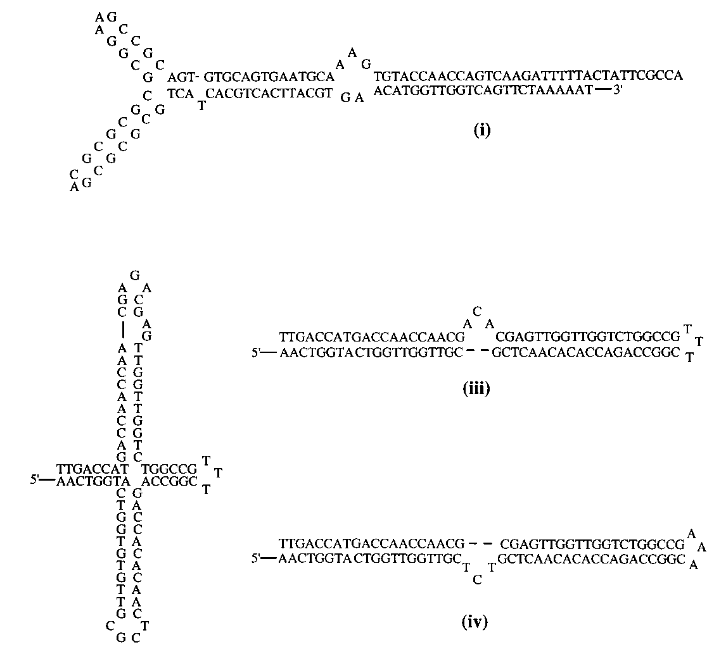 AG
A C
G C
G G A
C C A G
G AGT- GTGCAGTGAATGCA TGTACCAACCAGTCAAGATTTTTACTATTCGCCA
C TCA CACGTCACTTACGT GA ACATGGTTGGTCAGTTCTAAAAAT—3'
G G T
C C
G G
C C
G G
C C
A G
(i)
G
A A
G C
C G
A
G
A T
A T
C G
C G
A T
A T
C G
C G
A T
G C
TTGACCAT TGGCCG T
T
5'—AACTGGTA ACCGGC T
C G
T A
G C
G C
T A
G C
T A
G C
T A
T A
G C
C T
G C C
C
A A
TTGACCATGACCAACCAACG CGAGTTGGTTGGTCTGGCCG T
T
5'—AACTGGTACTGGTTGGTTGC – – GCTCAACACACCAGACCGGC T
(iii)
TTGACCATGACCAACCAACG – – CGAGTTGGTTGGTCTGGCCG A
A
5'—AACTGGTACTGGTTGGTTGC GCTCAACACACCAGACCGGC A
T T
C
(iv)